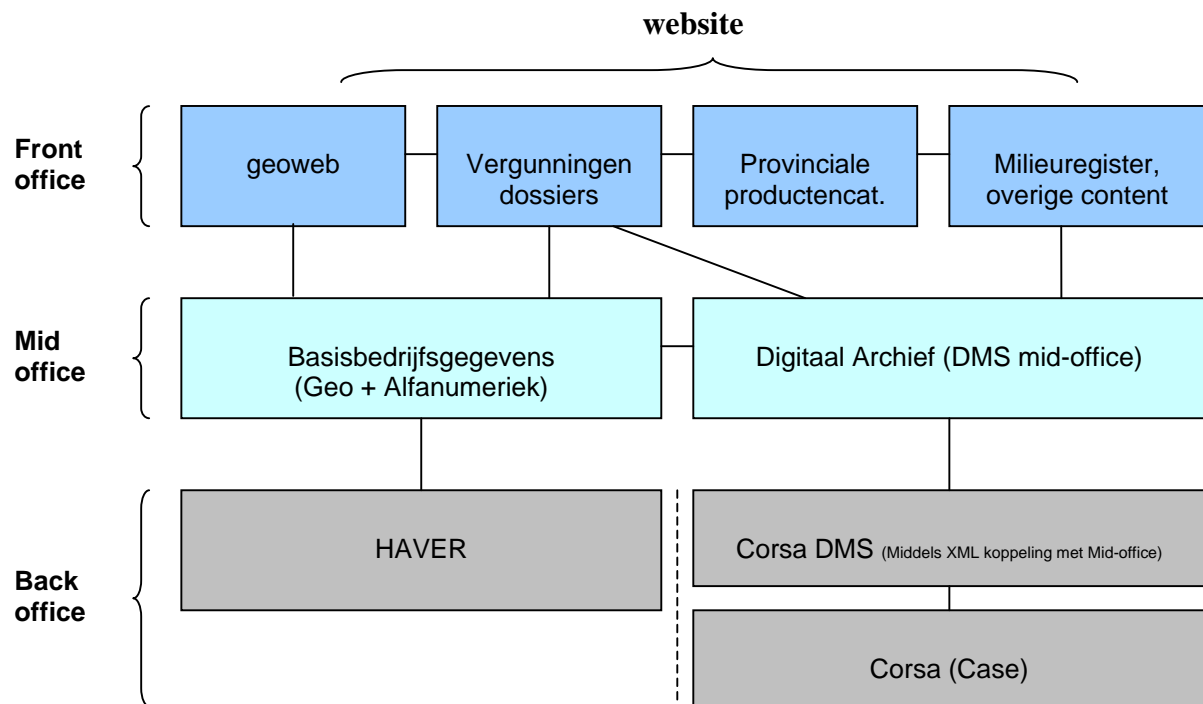 website
Front
office
geoweb
Vergunningen
dossiers
Provinciale
productencat.
Milieuregister,
overige content
Mid
office
Basisbedrijfsgegevens
(Geo + Alfanumeriek)
Digitaal Archief (DMS mid-office)
Back
office
HAVER
Corsa DMS (Middels XML koppeling met Mid-office)
Corsa (Case)